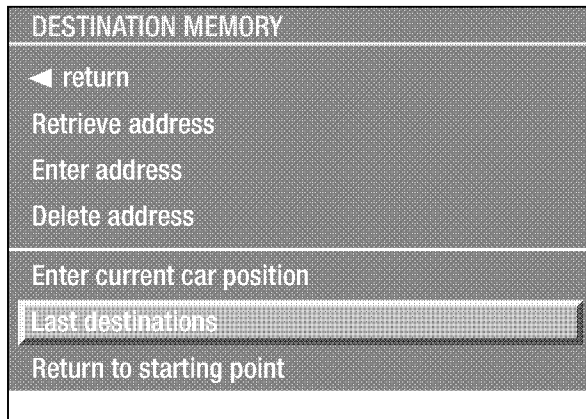 DESTINATION MEMORY
return
Retrieve address
Enter address
Delete address
Enter current car position
Last destinations
Return to starting point